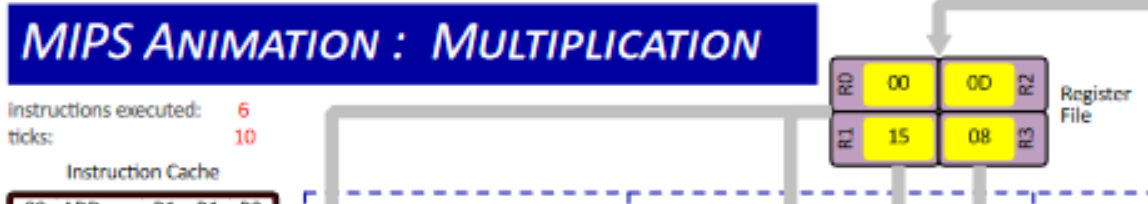 MIPS ANIMATION : MULTIPLICATION
instructions executed: 6
ticks: 10
Instruction Cache
R0 00 0D R2
R1 15 08 R3
Register
File